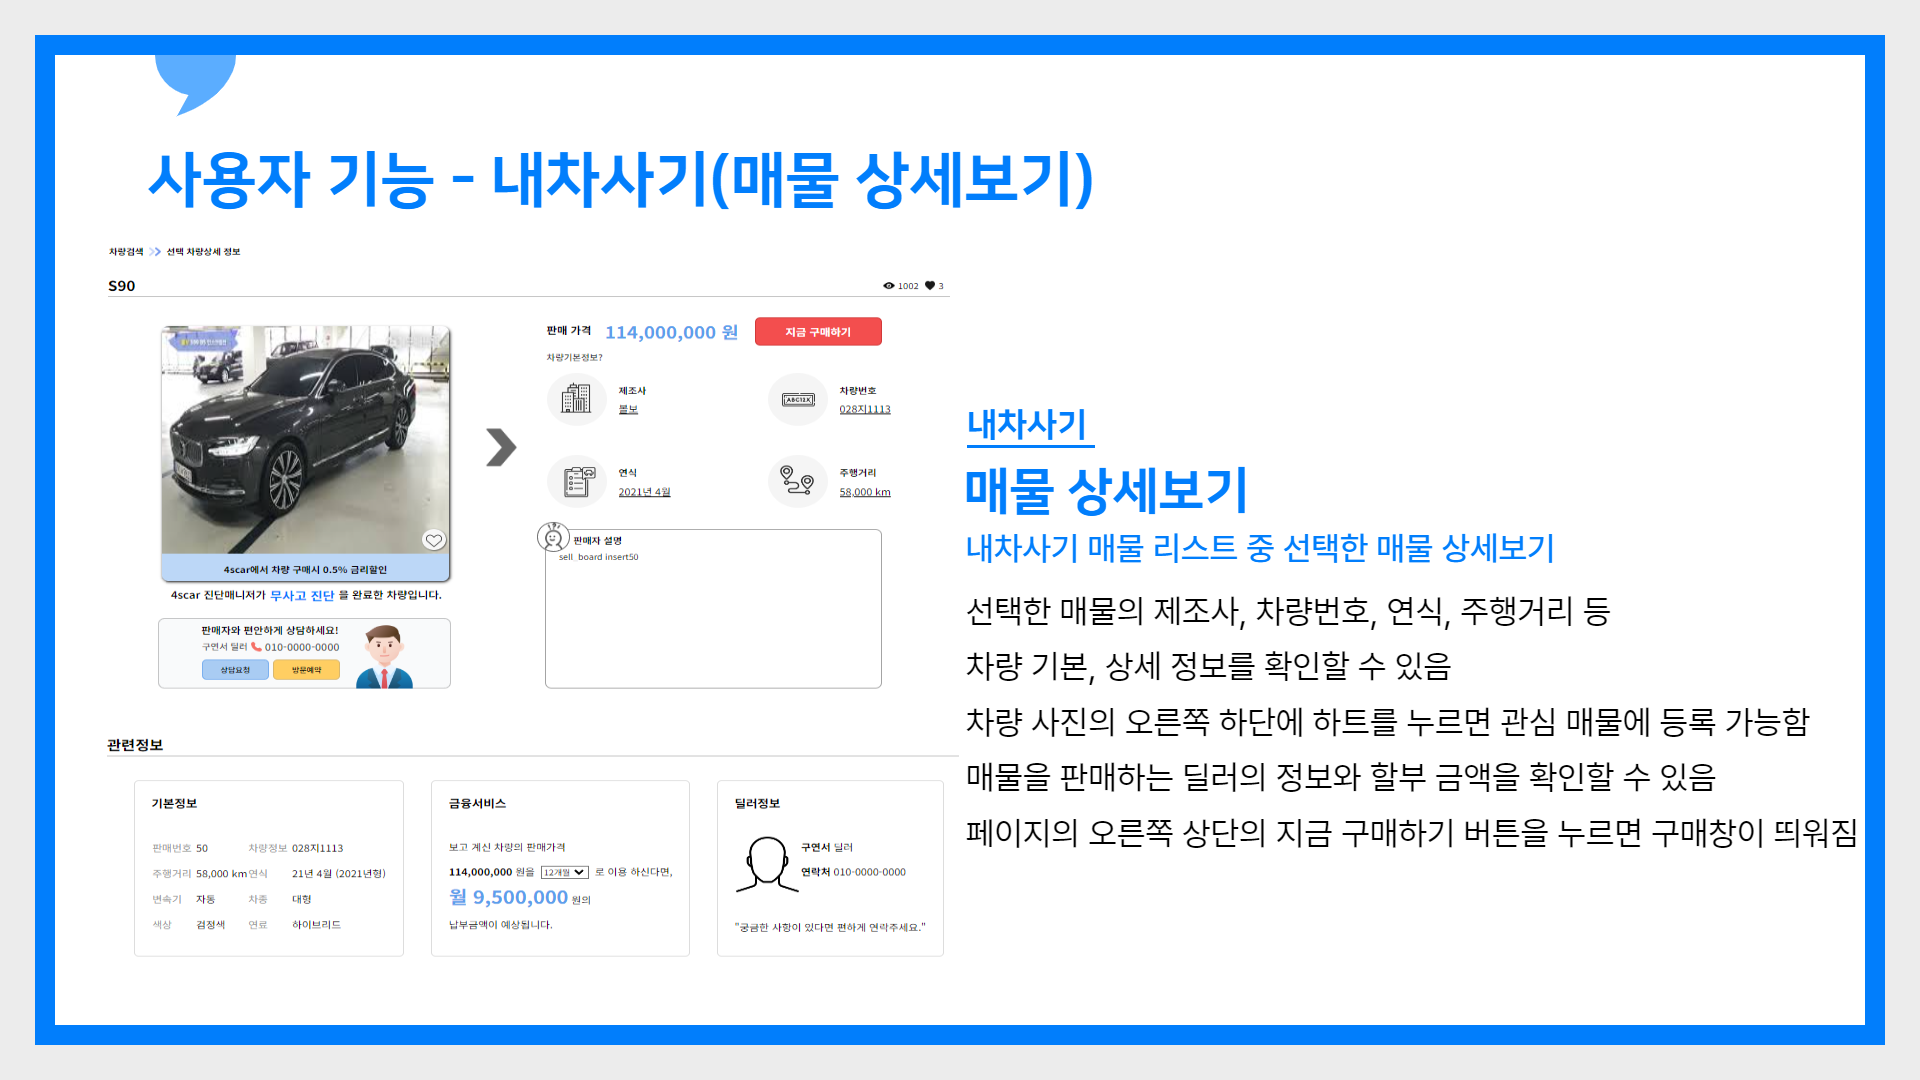 사용자 기능 - 내차사기(매물 상세보기)
차량검색 선택 차량상세 정보
S90
1002 3
판매 가격 114,000,000 원 지금 구매하기
차량기본정보?
제조사
볼보
차량번호
028지1113
연식
2021년 4월
주행거리
58,000 km
ABC12X
판매자 설명
sell_board insert50
4scar에서 차량 구매시 0.5% 금리할인
4scar 진단매니저가 무사고 진단 을 완료한 차량입니다.
판매자와 편안하게 상담하세요!
구연서 딜러 010-0000-0000
상담요청 방문예약
관련정보
기본정보
판매번호 50 차량정보 028지1113
주행거리 58,000 km 연식 21년 4월 (2021년형)
변속기 자동 차종 대형
색상 검정색 연료 하이브리드
금융서비스
보고 계신 차량의 판매가격
114,000,000 원을 12개월 로 이용 하신다면,
월 9,500,000 원의
납부금액이 예상됩니다.
딜러정보
구연서 딜러
연락처 010-0000-0000
"궁금한 사항이 있다면 편하게 연락주세요."
내차사기
매물 상세보기
내차사기 매물 리스트 중 선택한 매물 상세보기
선택한 매물의 제조사, 차량번호, 연식, 주행거리 등
차량 기본, 상세 정보를 확인할 수 있음
차량 사진의 오른쪽 하단에 하트를 누르면 관심 매물에 등록 가능함
매물을 판매하는 딜러의 정보와 할부 금액을 확인할 수 있음
페이지의 오른쪽 상단의 지금 구매하기 버튼을 누르면 구매창이 띄워짐